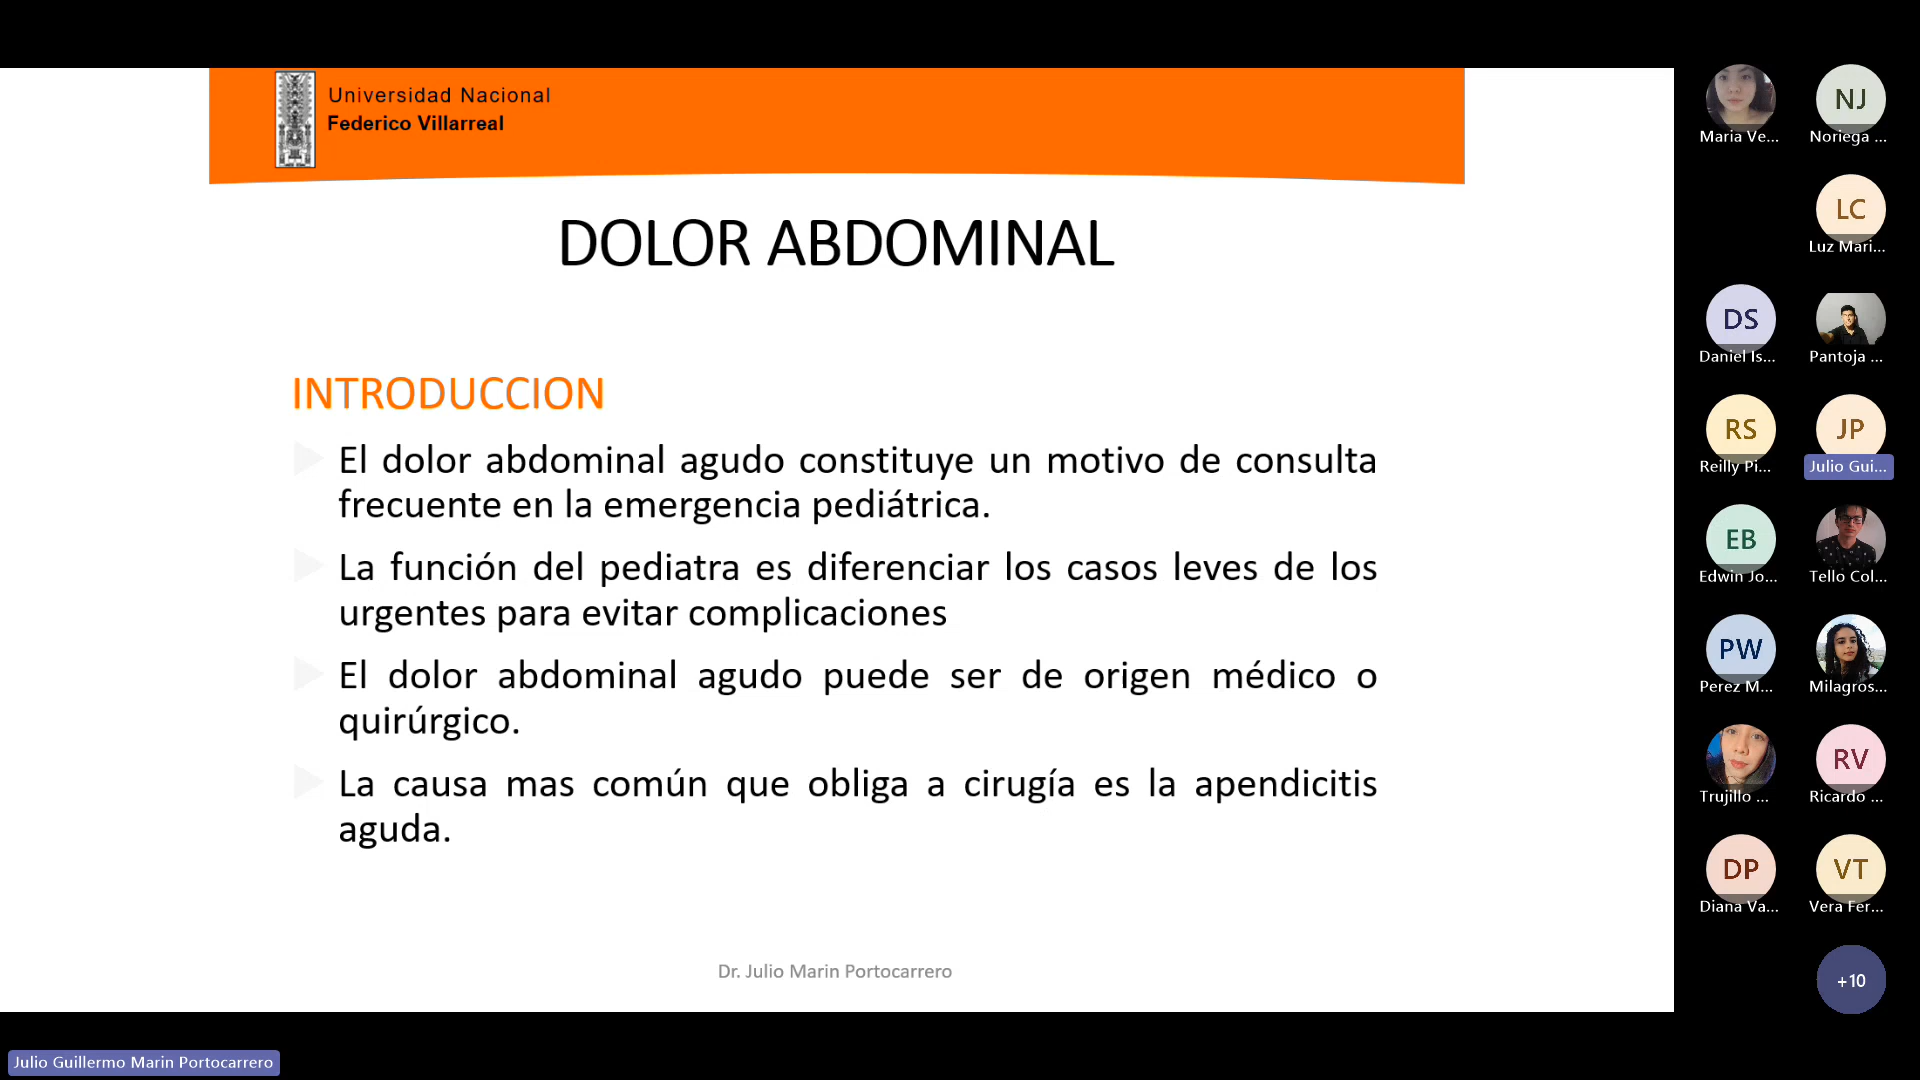 Universidad Nacional
Federico Villarreal
DOLOR ABDOMINAL
INTRODUCCION
El dolor abdominal agudo constituye un motivo de consulta
frecuente en la emergencia pediátrica.
La función del pediatra es diferenciar los casos leves de los
urgentes para evitar complicaciones
El dolor abdominal agudo puede ser de origen médico o
quirúrgico.
La causa mas común que obliga a cirugía es la apendicitis
aguda.
Dr. Julio Marin Portocarrero
Julio Guillermo Marin Portocarrero
Maria Ve...
NJ
Noriega ...
LC
Luz Mari...
DS
Daniel Is...
Pantoja ...
RS
Reilly Pi...
JP
Julio Gui...
EB
Edwin Jo...
Tello Col...
PW
Perez M...
Milagros...
Trujillo ...
RV
Ricardo ...
DP
Diana Va...
VT
Vera Fer...
+10